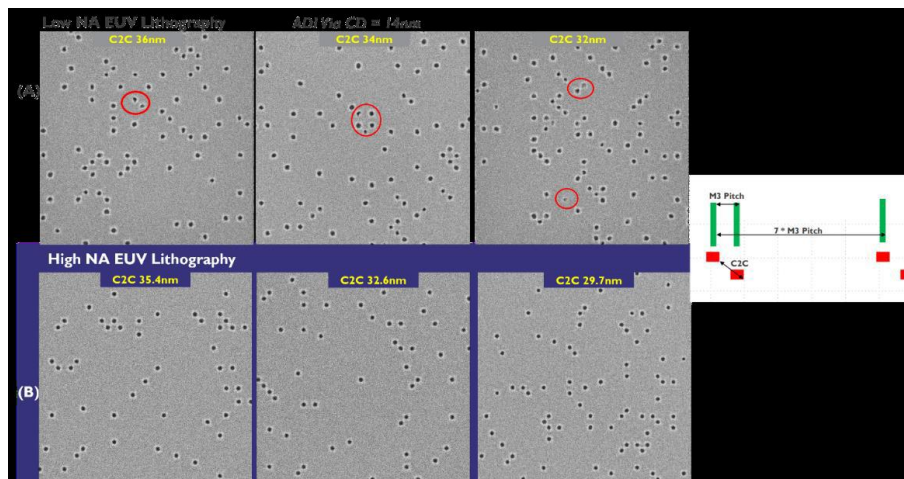 Low NA EUV Lithography
ADI Via CD = 14nm
C2C 36nm
C2C 34nm
C2C 32nm
(A)
M3 Pitch
7 * M3 Pitch
C2C
High NA EUV Lithography
C2C 35.4nm
C2C 32.6nm
C2C 29.7nm
(B)